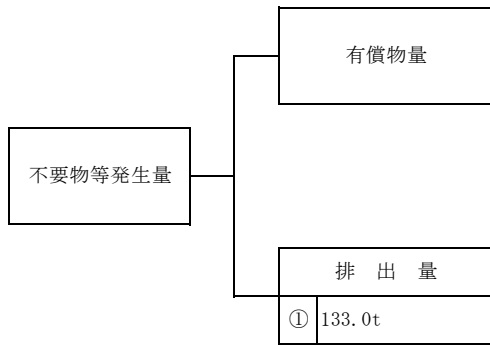 有償物量
不要物等発生量
排 出 量
① 133.0t